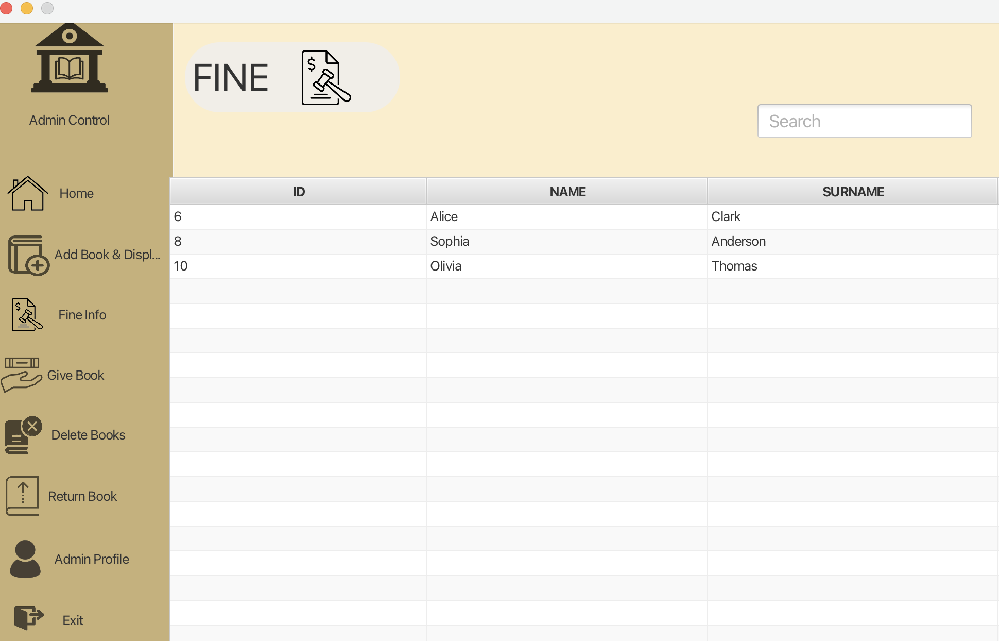 Admin Control
Home
Add Book & Displ...
Fine Info
Give Book
Delete Books
Return Book
Admin Profile
Exit
FINE
$
Search
ID NAME SURNAME
6 Alice Clark
8 Sophia Anderson
10 Olivia Thomas